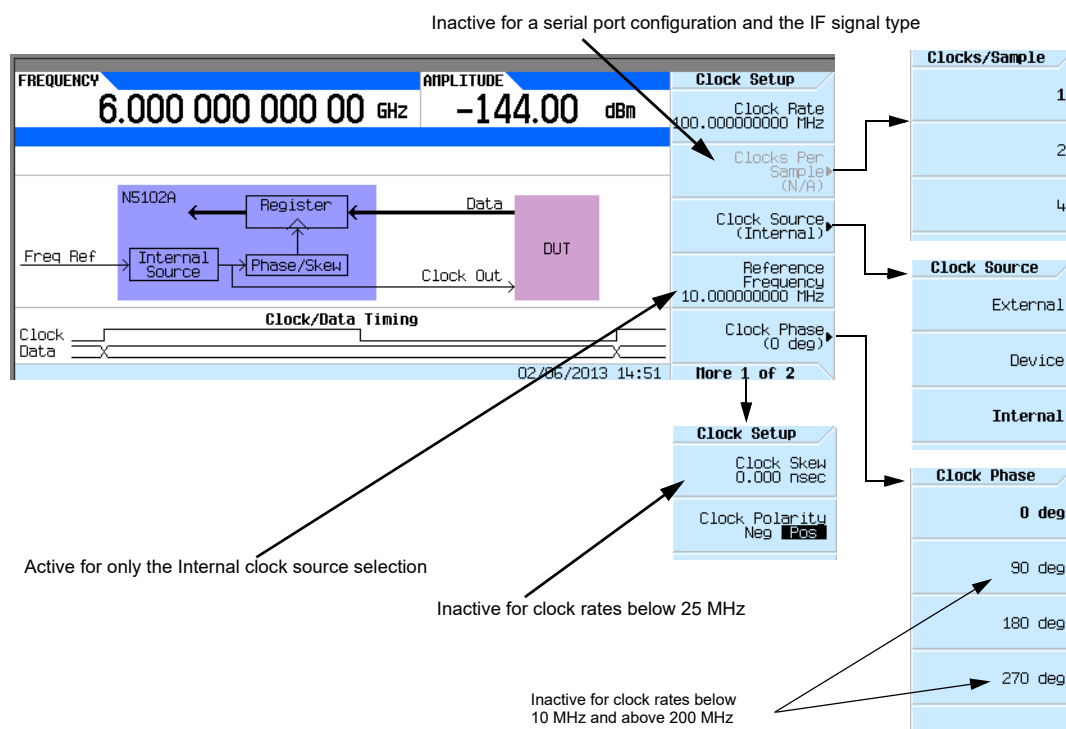 Inactive for a serial port configuration and the IF signal type
FREQUENCY
6.000 000 000 00 GHz
AMPLITUDE
-144.00 dBm
N5102A
Register
Data
Freq Ref
Internal
Source
Phase/Skew
Clock Out
DUT
Clock/Data Timing
Clock
Data
02/06/2013 14:51
Clock Setup
Clock Rate
100.000000000 MHz
Clocks Per
Sample
(N/A)
Clock Source
(Internal)
Reference
Frequency
10.000000000 MHz
Clock Phase
(0 deg)
More 1 of 2
Clock Setup
Clock Skew
0.000 nsec
Clock Polarity
Neg Pos
Clocks/Sample
1
2
4
Clock Source
External
Device
Internal
Clock Phase
0 deg
90 deg
180 deg
270 deg
Active for only the Internal clock source selection
Inactive for clock rates below 25 MHz
Inactive for clock rates below
10 MHz and above 200 MHz